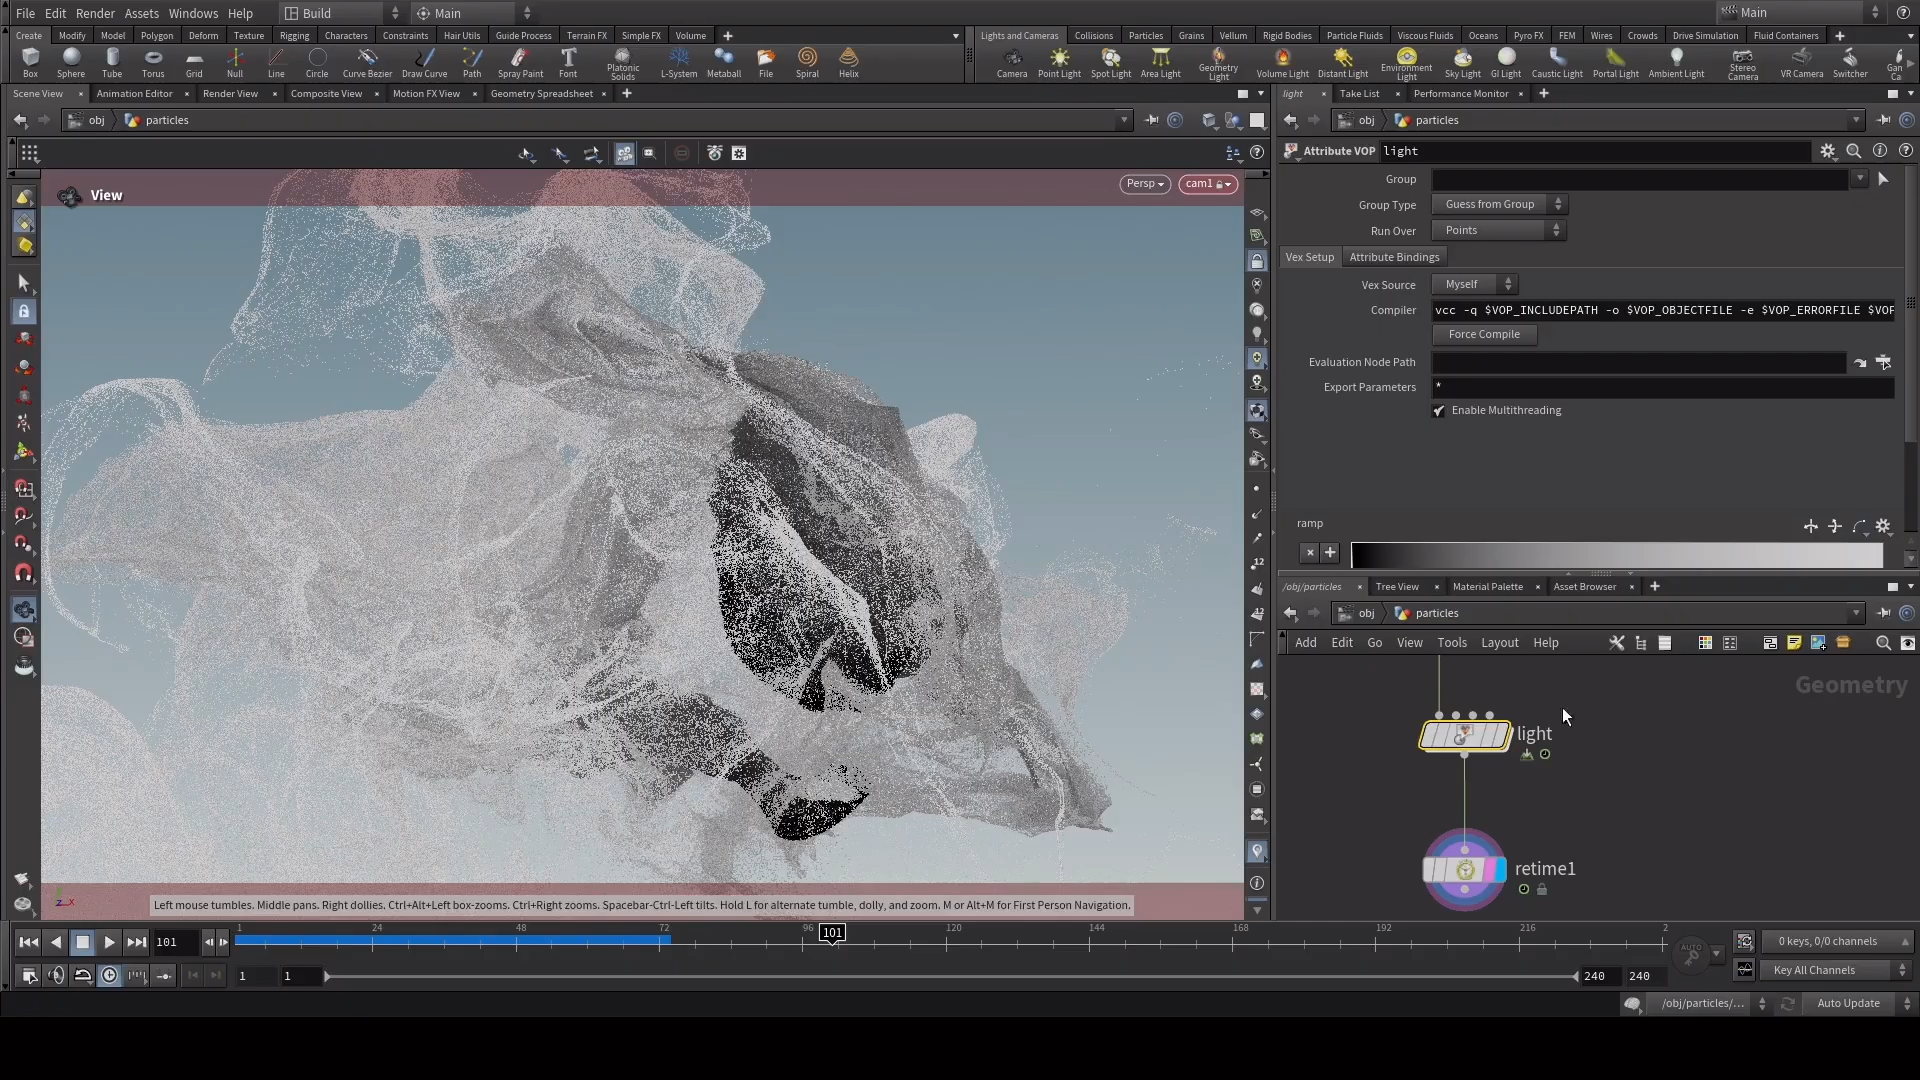 File Edit Render Assets Windows Help Build Main Main
Create Modify Model Polygon Deform Texture Rigging Characters Constraints Hair Utils Guide Process Terrain FX Simple FX Volume
Lights and Cameras Collisions Particles Grains Vellum Rigid Bodies Particle Fluids Viscous Fluids Oceans Pyro FX FEM Wires Crowds Drive Simulation Fluid Containers
Box Sphere Tube Torus Grid Null Line Circle Curve Bezier Draw Curve Path Spray Paint Font Platonic Solids L-System Metaball File Spiral Helix
Camera Point Light Spot Light Area Light Geometry Light Volume Light Distant Light Environment Light Sky Light GI Light Caustic Light Portal Light Ambient Light Stereo Camera VR Camera Switcher Gan Ca
Scene View Animation Editor Render View Composite View Motion FX View Geometry Spreadsheet
light Take List Performance Monitor
obj particles
obj particles
Attribute VOP light
Group
Group Type Guess from Group
Run Over Points
Vex Setup Attribute Bindings
Vex Source Myself
Compiler vcc -q $VOP_INCLUDEPATH -o $VOP_OBJECTFILE -e $VOP_ERRORFILE $VOP
Force Compile
Evaluation Node Path
Export Parameters *
Enable Multithreading
ramp
View Persp cam1
Left mouse tumbles. Middle pans. Right dollies. Ctrl+Alt+Left box-zooms. Ctrl+Right zooms. Spacebar-Ctrl-Left tilts. Hold L for alternate tumble, dolly, and zoom. M or Alt+M for First Person Navigation.
/obj/particles Tree View Material Palette Asset Browser
obj particles
Add Edit Go View Tools Layout Help
Geometry
light
retime1
101 1 24 48 72 96 101 120 144 168 192 216 2
AUTO
0 keys, 0/0 channels
1 1 240 240 Key All Channels
/obj/particles/... Auto Update